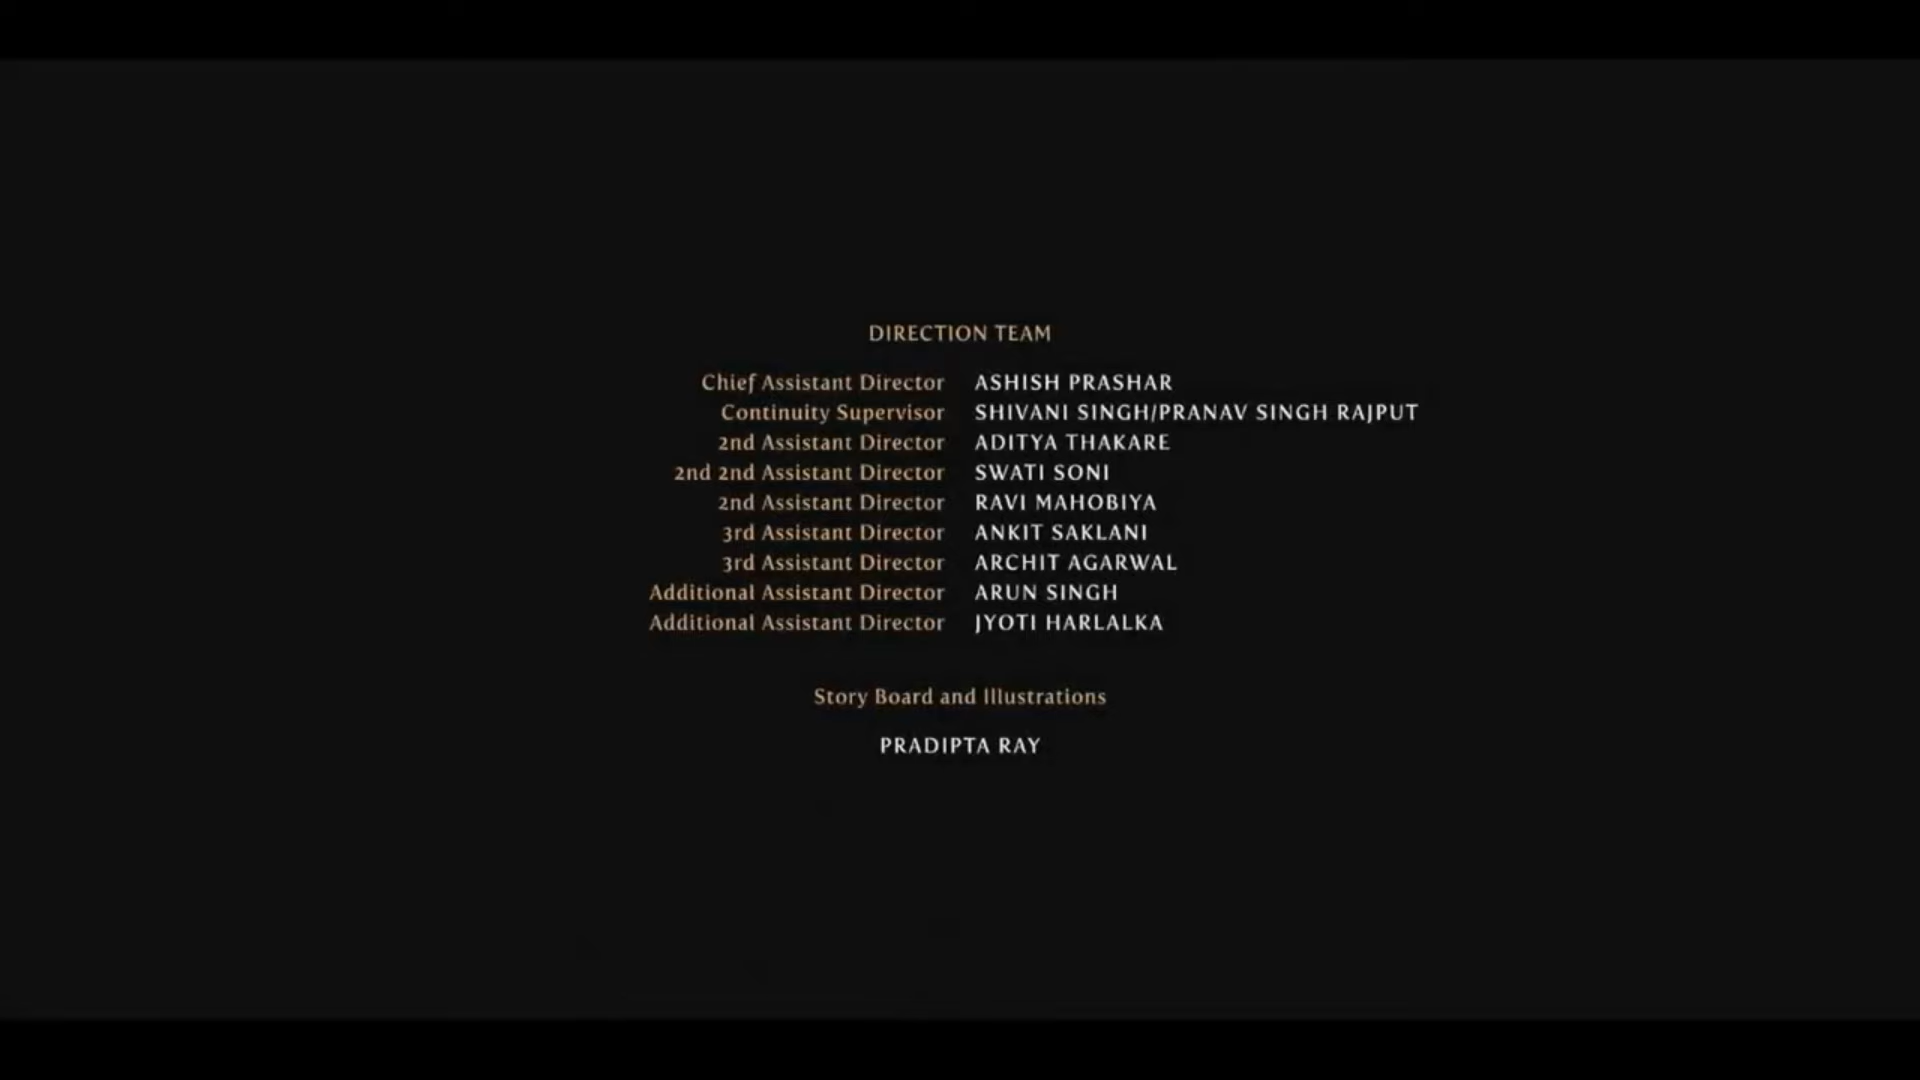 DIRECTION TEAM
Chief Assistant Director ASHISH PRASHAR
Continuity Supervisor SHIVANI SINGH/PRANAV SINGH RAJPUT
2nd Assistant Director ADITYA THAKARE
2nd 2nd Assistant Director SWATI SONI
2nd Assistant Director RAVI MAHOBIYA
3rd Assistant Director ANKIT SAKLANI
3rd Assistant Director ARCHIT AGARWAL
Additional Assistant Director ARUN SINGH
Additional Assistant Director JYOTI HARLALKA
Story Board and Illustrations
PRADIPTA RAY